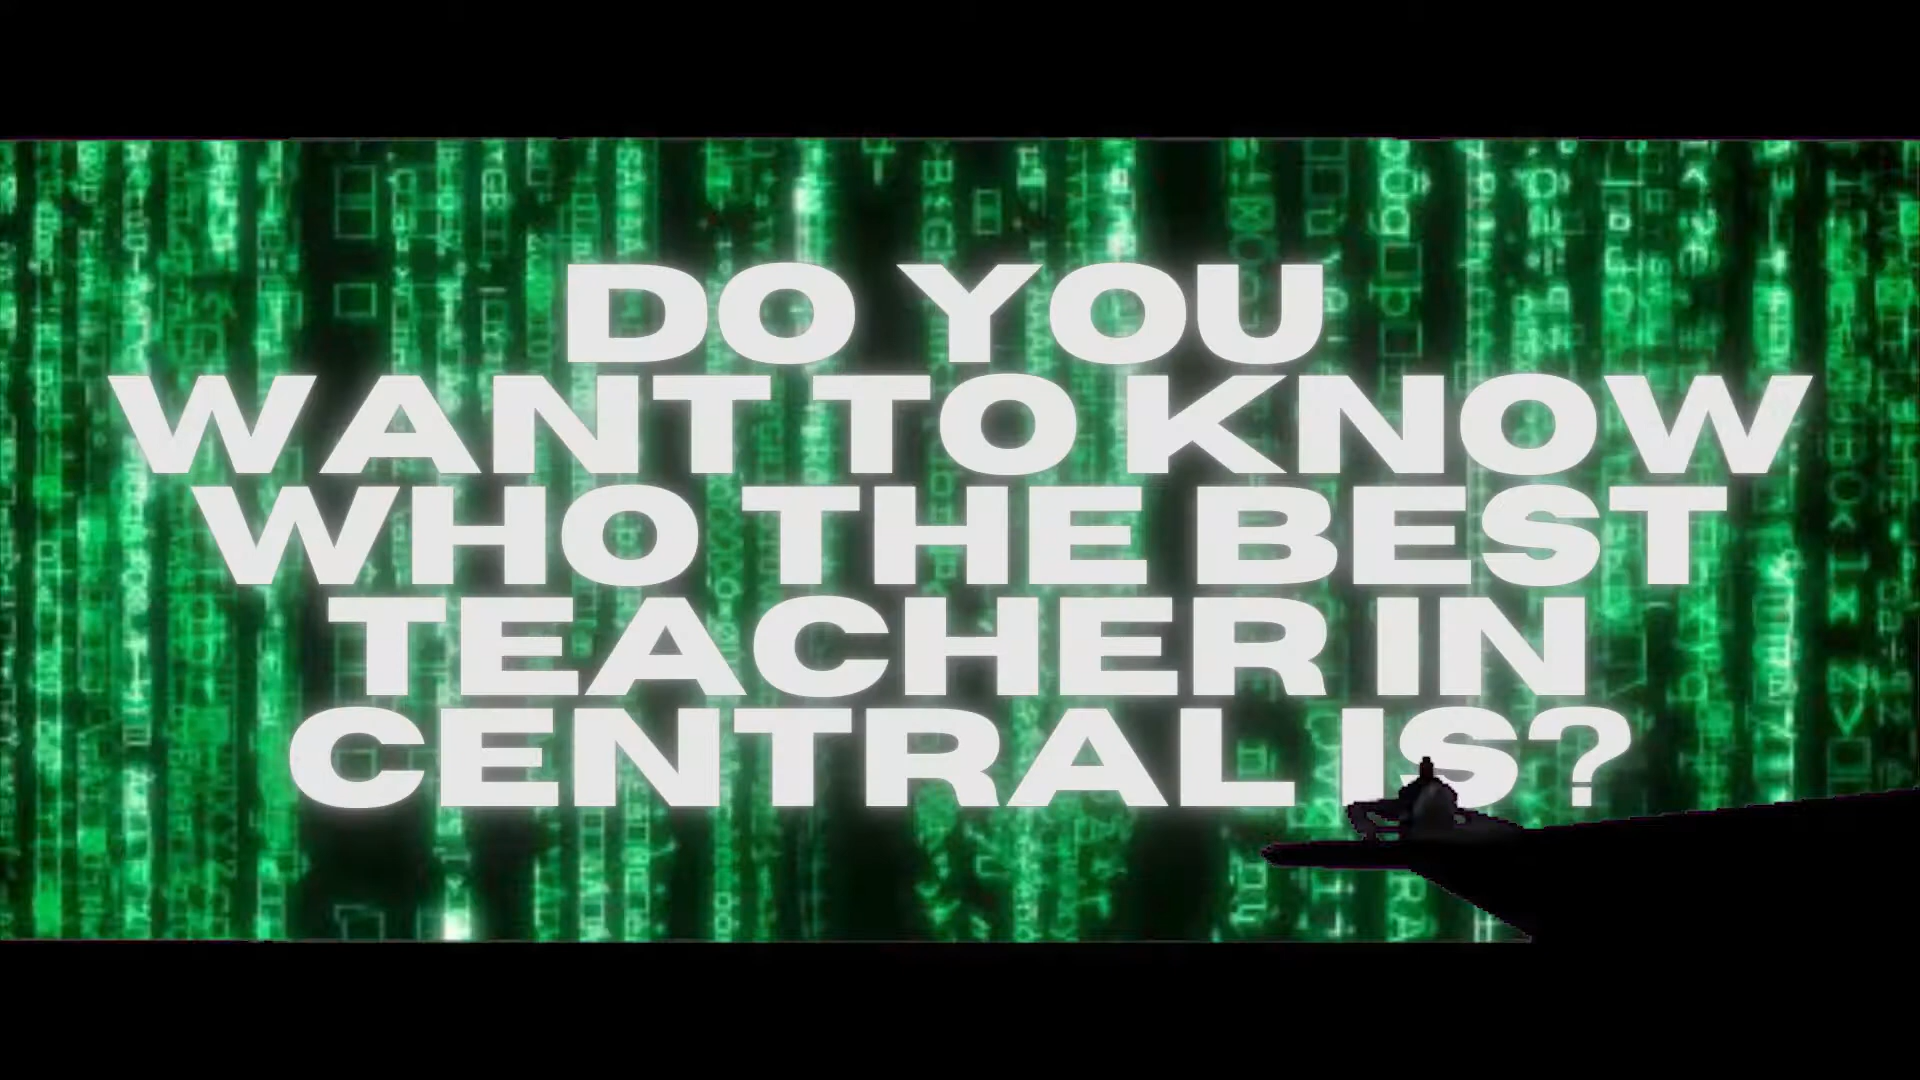 DO YOU
WANT TO KNOW
WHO THE BEST
TEACHER IN
CENTRAL IS?